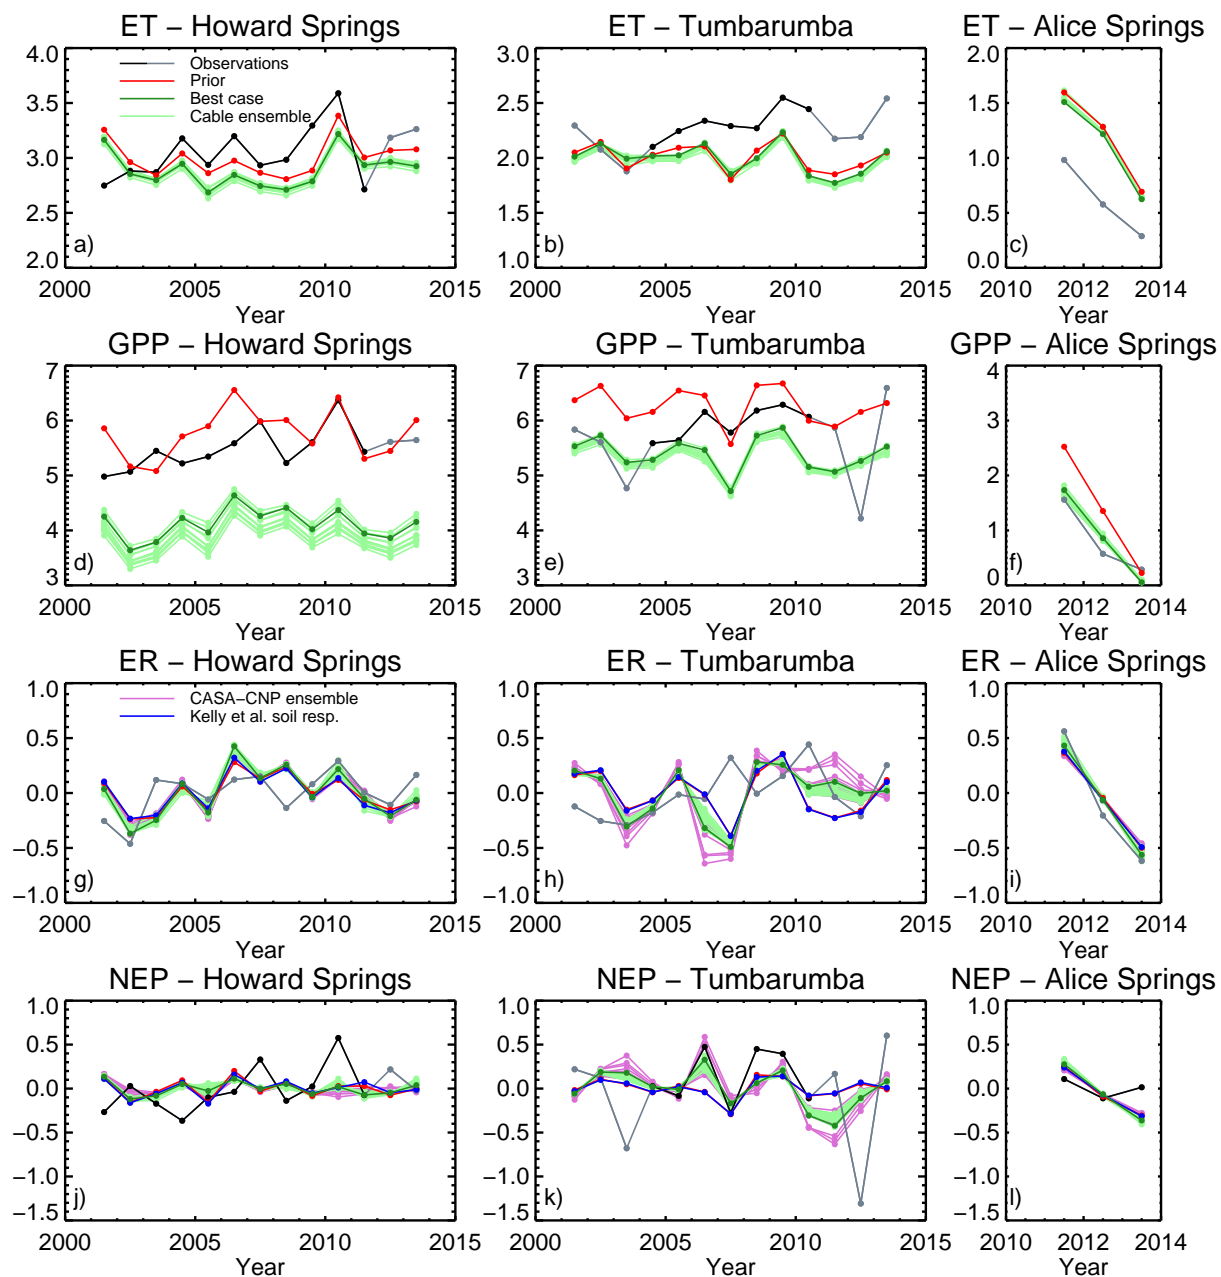 ET − Howard Springs
ET − Tumbarumba
ET − Alice Springs
4.0
3.5
3.0
2.5
2.0
Observations
Prior
Best case
Cable ensemble
a)
2000 2005 2010 2015
Year
3.0
2.5
2.0
1.5
1.0
b)
2000 2005 2010 2015
Year
2.0
1.5
1.0
0.5
0.0
c)
2010 2012 2014
Year
GPP − Howard Springs
GPP − Tumbarumba
GPP − Alice Springs
7
6
5
4
3
d)
2000 2005 2010 2015
Year
7
6
5
4
3
e)
2000 2005 2010 2015
Year
4
3
2
1
0
f)
2010 2012 2014
Year
ER − Howard Springs
ER − Tumbarumba
ER − Alice Springs
1.0
0.5
0.0
−0.5
−1.0
CASA−CNP ensemble
Kelly et al. soil resp.
g)
2000 2005 2010 2015
Year
1.0
0.5
0.0
−0.5
−1.0
h)
2000 2005 2010 2015
Year
1.0
0.5
0.0
−0.5
−1.0
i)
2010 2012 2014
Year
NEP − Howard Springs
NEP − Tumbarumba
NEP − Alice Springs
1.0
0.5
0.0
−0.5
−1.0
−1.5
j)
2000 2005 2010 2015
Year
1.0
0.5
0.0
−0.5
−1.0
−1.5
k)
2000 2005 2010 2015
Year
1.0
0.5
0.0
−0.5
−1.0
−1.5
l)
2010 2012 2014
Year